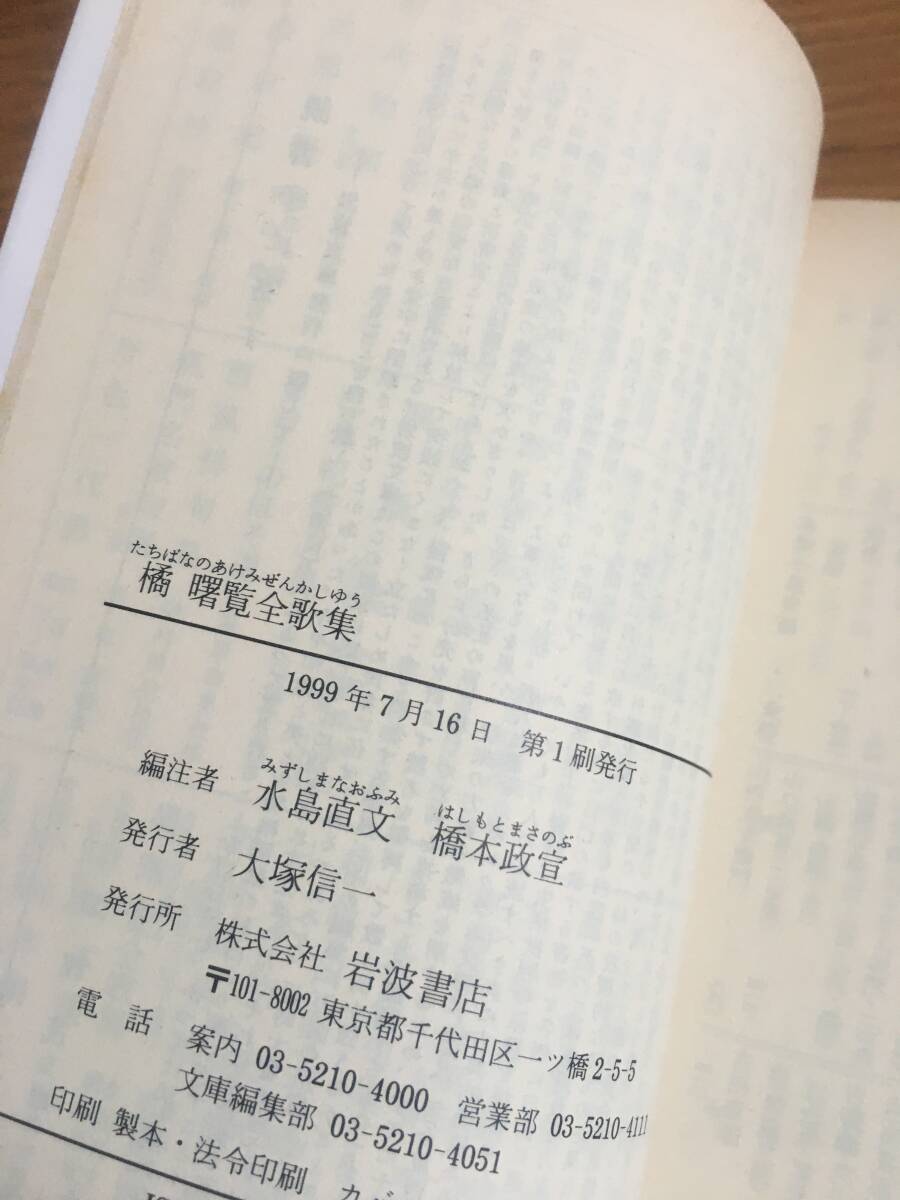 たちばなのあけみぜんかしゆう
橘 曙覧全歌集
1999年7月16日 第1刷発行
みずしまなおふみ はしもとまさのぶ
編注者 水島直文 橋本政宣
発行者 大塚信一
発行所 株式会社 岩波書店
〒101-8002 東京都千代田区一ツ橋2-5-5
電話 案内 03-5210-4000 営業部 03-5210-4111
文庫編集部 03-5210-4051
印刷 製本・法令印刷 カバ